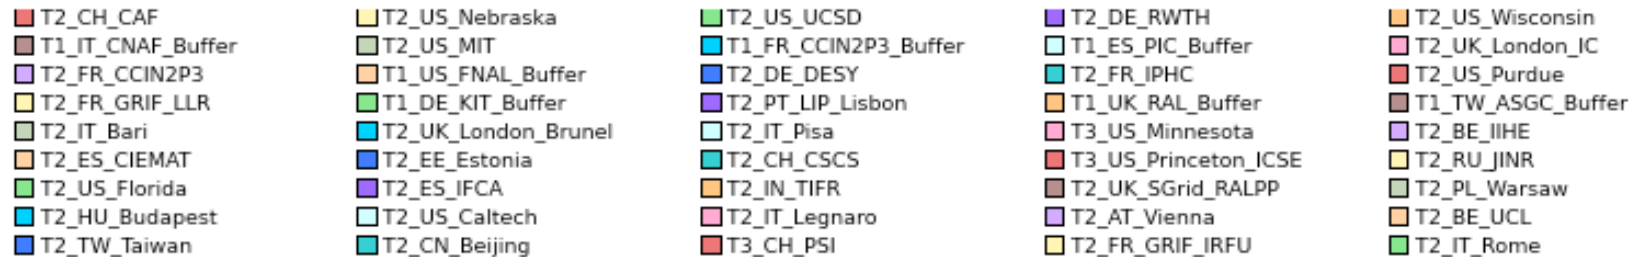 T2_CH_CAF T2_US_Nebraska T2_US_UCSD T2_DE_RWTH T2_US_Wisconsin
T1_IT_CNAF_Buffer T2_US_MIT T1_FR_CCIN2P3_Buffer T1_ES_PIC_Buffer T2_UK_London_IC
T2_FR_CCIN2P3 T1_US_FNAL_Buffer T2_DE_DESY T2_FR_IPHC T2_US_Purdue
T2_FR_GRIF_LLR T1_DE_KIT_Buffer T2_PT_LIP_Lisbon T1_UK_RAL_Buffer T1_TW_ASGC_Buffer
T2_IT_Bari T2_UK_London_Brunel T2_IT_Pisa T3_US_Minnesota T2_BE_IIHE
T2_ES_CIEMAT T2_EE_Estonia T2_CH_CSCS T3_US_Princeton_ICSE T2_RU_JINR
T2_US_Florida T2_ES_IFCA T2_IN_TIFR T2_UK_SGrid_RALPP T2_PL_Warsaw
T2_HU_Budapest T2_US_Caltech T2_IT_Legnaro T2_AT_Vienna T2_BE_UCL
T2_TW_Taiwan T2_CN_Beijing T3_CH_PSI T2_FR_GRIF_IRFU T2_IT_Rome